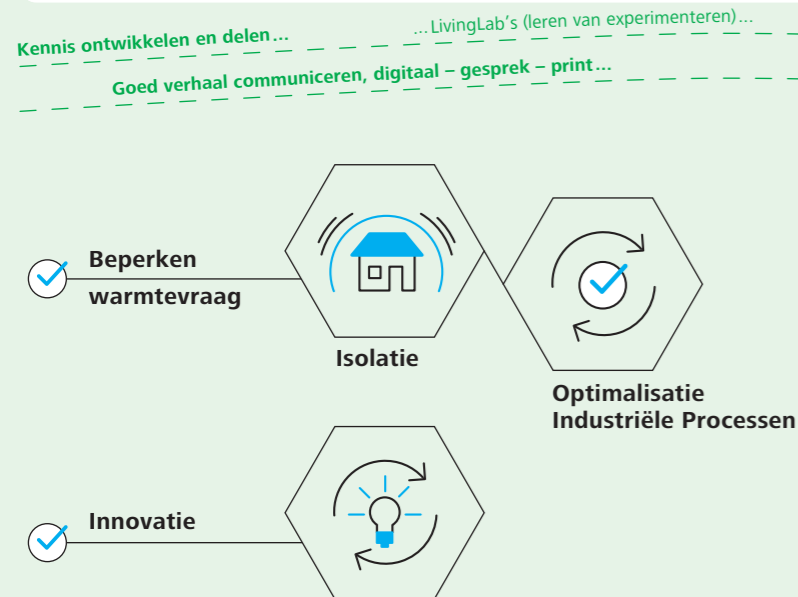 Kennis ontwikkelen en delen...
...LivingLab's (leren van experimenteren)...
Goed verhaal communiceren, digitaal – gesprek – print...
Beperken
warmtevraag
Isolatie
Optimalisatie
Industriële Processen
Innovatie